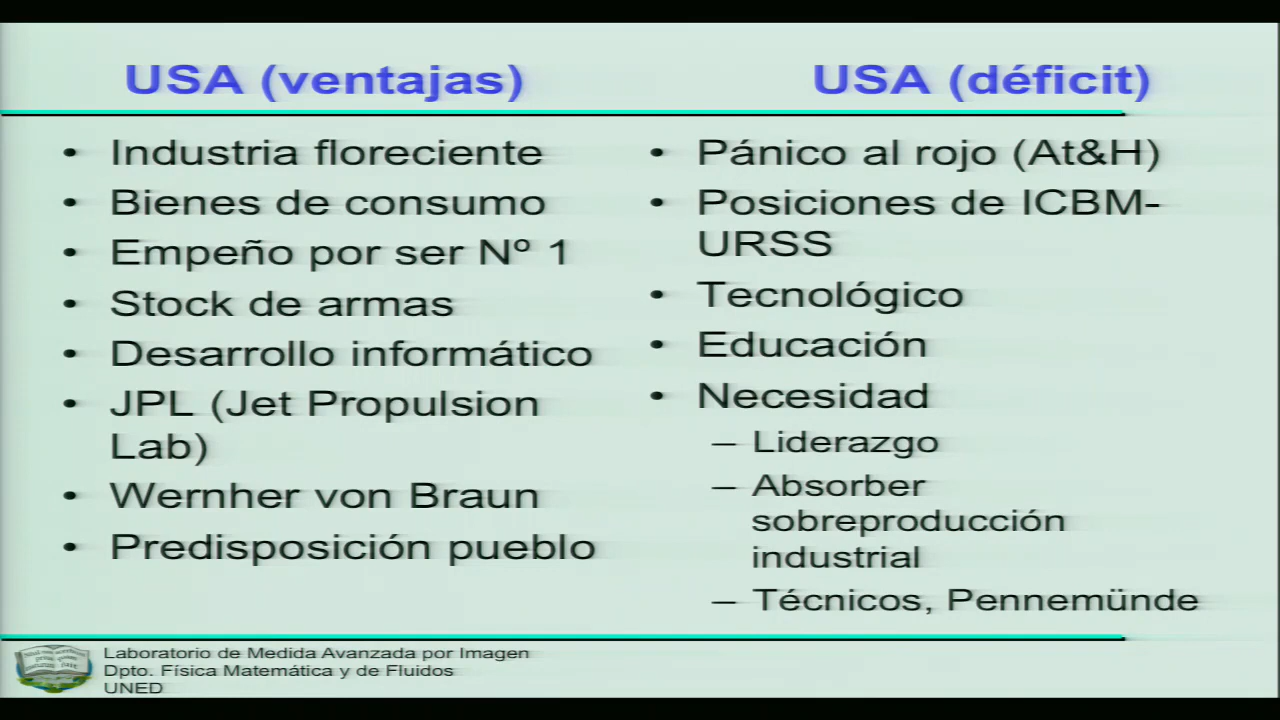 USA (ventajas)
• Industria floreciente
• Bienes de consumo
• Empeño por ser Nº 1
• Stock de armas
• Desarrollo informático
• JPL (Jet Propulsion
Lab)
• Wernher von Braun
• Predisposición pueblo
USA (déficit)
• Pánico al rojo (At&H)
• Posiciones de ICBM-
URSS
• Tecnológico
• Educación
• Necesidad
– Liderazgo
– Absorber
sobreproducción
industrial
– Técnicos, Pennemünde
Laboratorio de Medida Avanzada por Imagen
Dpto. Física Matemática y de Fluidos
UNED